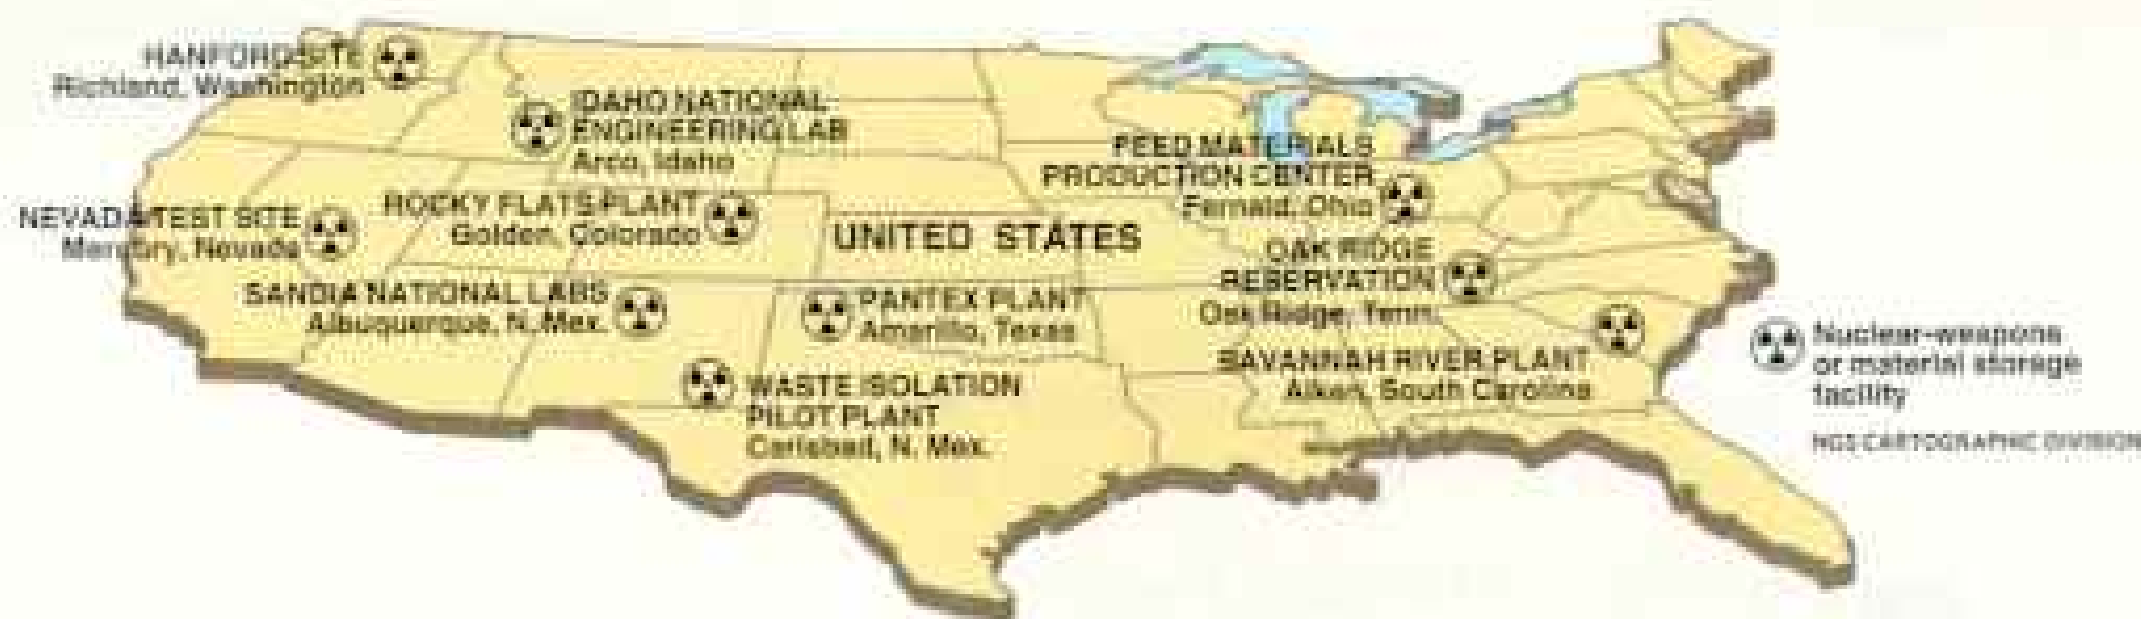 HANFORD SITE
Richland, Washington
IDAHO NATIONAL
ENGINEERING LAB
Arco, Idaho
FEED MATERIALS
PRODUCTION CENTER
Fernald, Ohio
NEVADA TEST SITE
Mercury, Nevada
ROCKY FLATS PLANT
Golden, Colorado
UNITED STATES
OAK RIDGE
RESERVATION
Oak Ridge, Tenn.
SANDIA NATIONAL LABS
Albuquerque, N. Mex.
PANTEX PLANT
Amarillo, Texas
SAVANNAH RIVER PLANT
Aiken, South Carolina
WASTE ISOLATION
PILOT PLANT
Carlsbad, N. Mex.
Nuclear-weapons
or material storage
facility
NGS CARTOGRAPHIC DIVISION